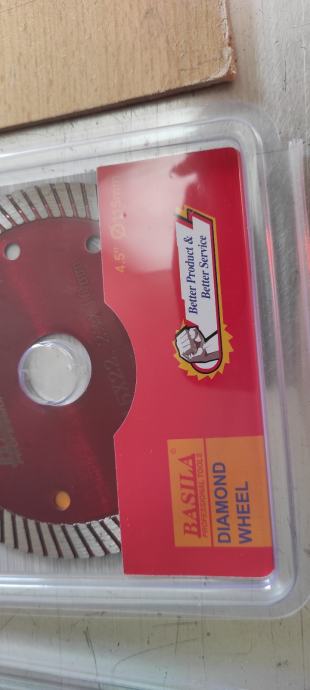 BASILA®
PROFESSIONAL TOOLS
DIAMOND
WHEEL
Better Product &
Better Service
4.5"